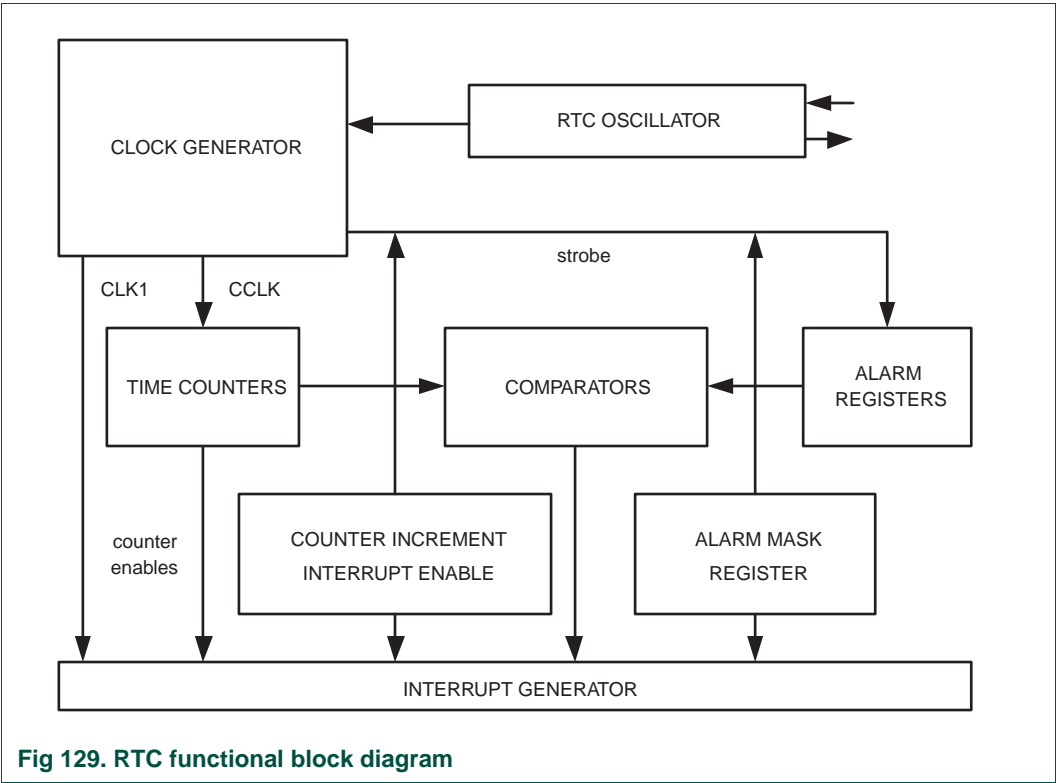 CLOCK GENERATOR
RTC OSCILLATOR
strobe
CLK1
CCLK
TIME COUNTERS
COMPARATORS
ALARM
REGISTERS
counter
enables
COUNTER INCREMENT
INTERRUPT ENABLE
ALARM MASK
REGISTER
INTERRUPT GENERATOR
Fig 129. RTC functional block diagram